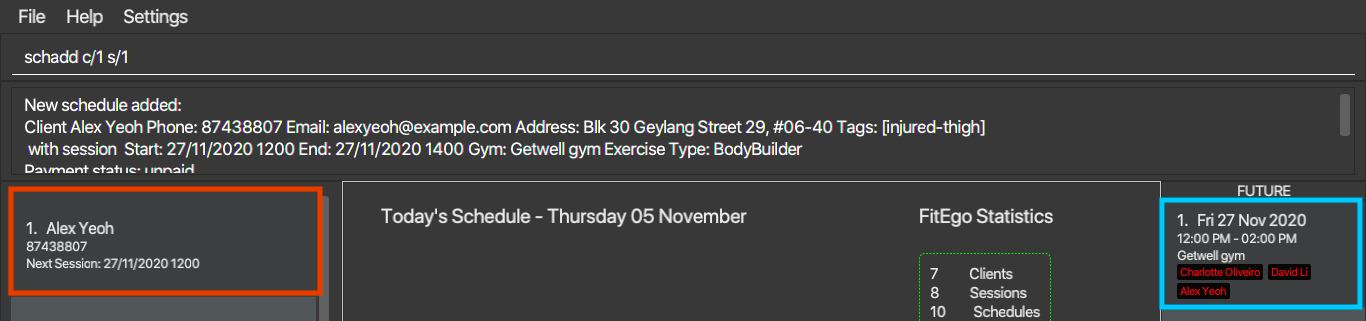 File Help Settings
schadd c/1 s/1
New schedule added:
Client Alex Yeoh Phone: 87438807 Email: alexyeoh@example.com Address: Blk 30 Geylang Street 29, #06-40 Tags: [injured-thigh]
with session Start: 27/11/2020 1200 End: 27/11/2020 1400 Gym: Getwell gym Exercise Type: BodyBuilder
Payment status: unpaid
1. Alex Yeoh
87438807
Next Session: 27/11/2020 1200
Today's Schedule - Thursday 05 November
FitEgo Statistics
7 Clients
8 Sessions
10 Schedules
FUTURE
1. Fri 27 Nov 2020
12:00 PM - 02:00 PM
Getwell gym
Charlotte Oliveiro David Li
Alex Yeoh